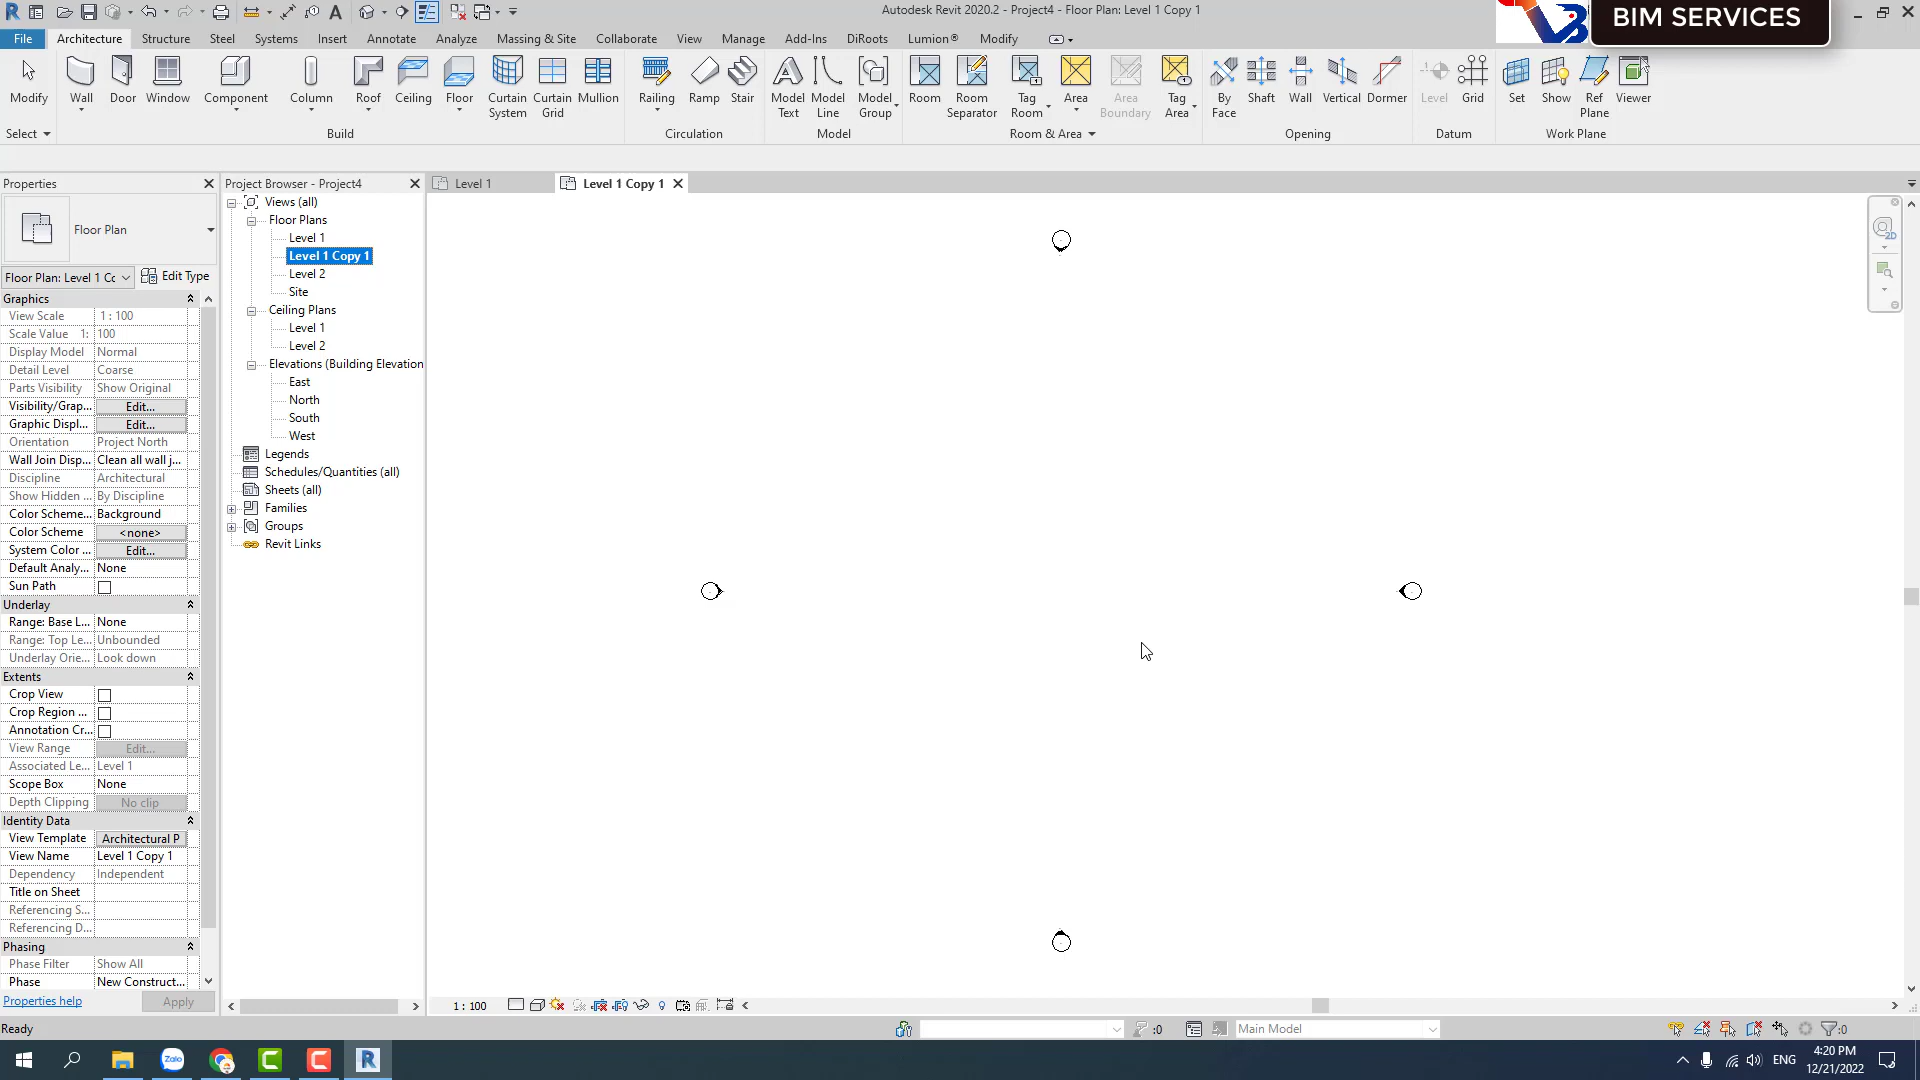 Autodesk Revit 2020.2 - Project4 - Floor Plan: Level 1 Copy 1
BIM SERVICES
File Architecture Structure Steel Systems Insert Annotate Analyze Massing & Site Collaborate View Manage Add-Ins DiRoots Lumion® Modify
Modify Wall Door Window Component Column Roof Ceiling Floor Curtain System Curtain Grid Mullion Railing Ramp Stair Model Text Model Line Model Group Room Room Separator Tag Room Area Area Boundary Tag Area By Face Shaft Wall Vertical Dormer Level Grid Set Show Ref Plane Viewer
Select Build Circulation Model Room & Area Opening Datum Work Plane
Properties
Floor Plan
Floor Plan: Level 1 Cc Edit Type
Graphics
View Scale 1 : 100
Scale Value 1: 100
Display Model Normal
Detail Level Coarse
Parts Visibility Show Original
Visibility/Grap... Edit...
Graphic Displ... Edit...
Orientation Project North
Wall Join Disp... Clean all wall j...
Discipline Architectural
Show Hidden ... By Discipline
Color Scheme... Background
Color Scheme <none>
System Color ... Edit...
Default Analy... None
Sun Path
Underlay
Range: Base L... None
Range: Top Le... Unbounded
Underlay Orie... Look down
Extents
Crop View
Crop Region ...
Annotation Cr...
View Range Edit...
Associated Le... Level 1
Scope Box None
Depth Clipping No clip
Identity Data
View Template Architectural P
View Name Level 1 Copy 1
Dependency Independent
Title on Sheet
Referencing S...
Referencing D...
Phasing
Phase Filter Show All
Phase New Construct...
Properties help Apply
Project Browser - Project4
Views (all)
Floor Plans
Level 1
Level 1 Copy 1
Level 2
Site
Ceiling Plans
Level 1
Level 2
Elevations (Building Elevation
East
North
South
West
Legends
Schedules/Quantities (all)
Sheets (all)
Families
Groups
Revit Links
Level 1 Level 1 Copy 1
2D
1 : 100
Ready :0 Main Model :0
Zalo ENG 4:20 PM
12/21/2022